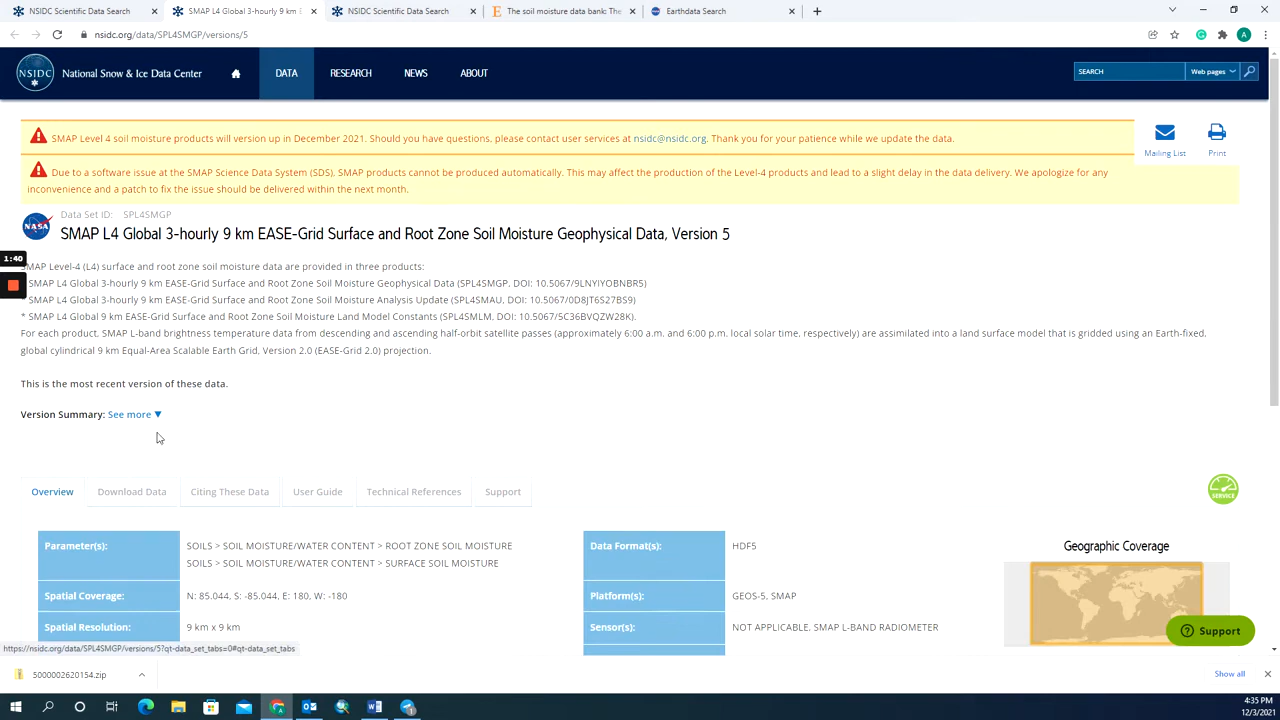 NSIDC Scientific Data Search
SMAP L4 Global 3-hourly 9 km E
NSIDC Scientific Data Search
The soil moisture data bank: The
Earthdata Search
nsidc.org/data/SPL4SMGP/versions/5
A
NSIDC
National Snow & Ice Data Center
DATA
RESEARCH
NEWS
ABOUT
SEARCH
Web pages
SMAP Level 4 soil moisture products will version up in December 2021. Should you have questions, please contact user services at nsidc@nsidc.org. Thank you for your patience while we update the data.
Mailing List
Print
Due to a software issue at the SMAP Science Data System (SDS), SMAP products cannot be produced automatically. This may affect the production of the Level-4 products and lead to a slight delay in the data delivery. We apologize for any
inconvenience and a patch to fix the issue should be delivered within the next month.
NASA
Data Set ID: SPL4SMGP
SMAP L4 Global 3-hourly 9 km EASE-Grid Surface and Root Zone Soil Moisture Geophysical Data, Version 5
1:40
SMAP Level-4 (L4) surface and root zone soil moisture data are provided in three products:
SMAP L4 Global 3-hourly 9 km EASE-Grid Surface and Root Zone Soil Moisture Geophysical Data (SPL4SMGP, DOI: 10.5067/9LNYIYOBNBR5)
* SMAP L4 Global 3-hourly 9 km EASE-Grid Surface and Root Zone Soil Moisture Analysis Update (SPL4SMAU, DOI: 10.5067/0D8JT6S27BS9)
* SMAP L4 Global 9 km EASE-Grid Surface and Root Zone Soil Moisture Land Model Constants (SPL4SMLM, DOI: 10.5067/5C36BVQZW28K).
For each product, SMAP L-band brightness temperature data from descending and ascending half-orbit satellite passes (approximately 6:00 a.m. and 6:00 p.m. local solar time, respectively) are assimilated into a land surface model that is gridded using an Earth-fixed,
global cylindrical 9 km Equal-Area Scalable Earth Grid, Version 2.0 (EASE-Grid 2.0) projection.
This is the most recent version of these data.
Version Summary: See more ▼
Overview
Download Data
Citing These Data
User Guide
Technical References
Support
SERVICE
Parameter(s):
SOILS > SOIL MOISTURE/WATER CONTENT > ROOT ZONE SOIL MOISTURE
SOILS > SOIL MOISTURE/WATER CONTENT > SURFACE SOIL MOISTURE
Data Format(s):
HDF5
Geographic Coverage
Spatial Coverage:
N: 85.044, S: -85.044, E: 180, W: -180
Platform(s):
GEOS-5, SMAP
Spatial Resolution:
9 km x 9 km
Sensor(s):
NOT APPLICABLE, SMAP L-BAND RADIOMETER
Support
https://nsidc.org/data/SPL4SMGP/versions/5?qt-data_set_tabs=0#qt-data_set_tabs
5000002620154.zip
Show all
4:35 PM
12/3/2021